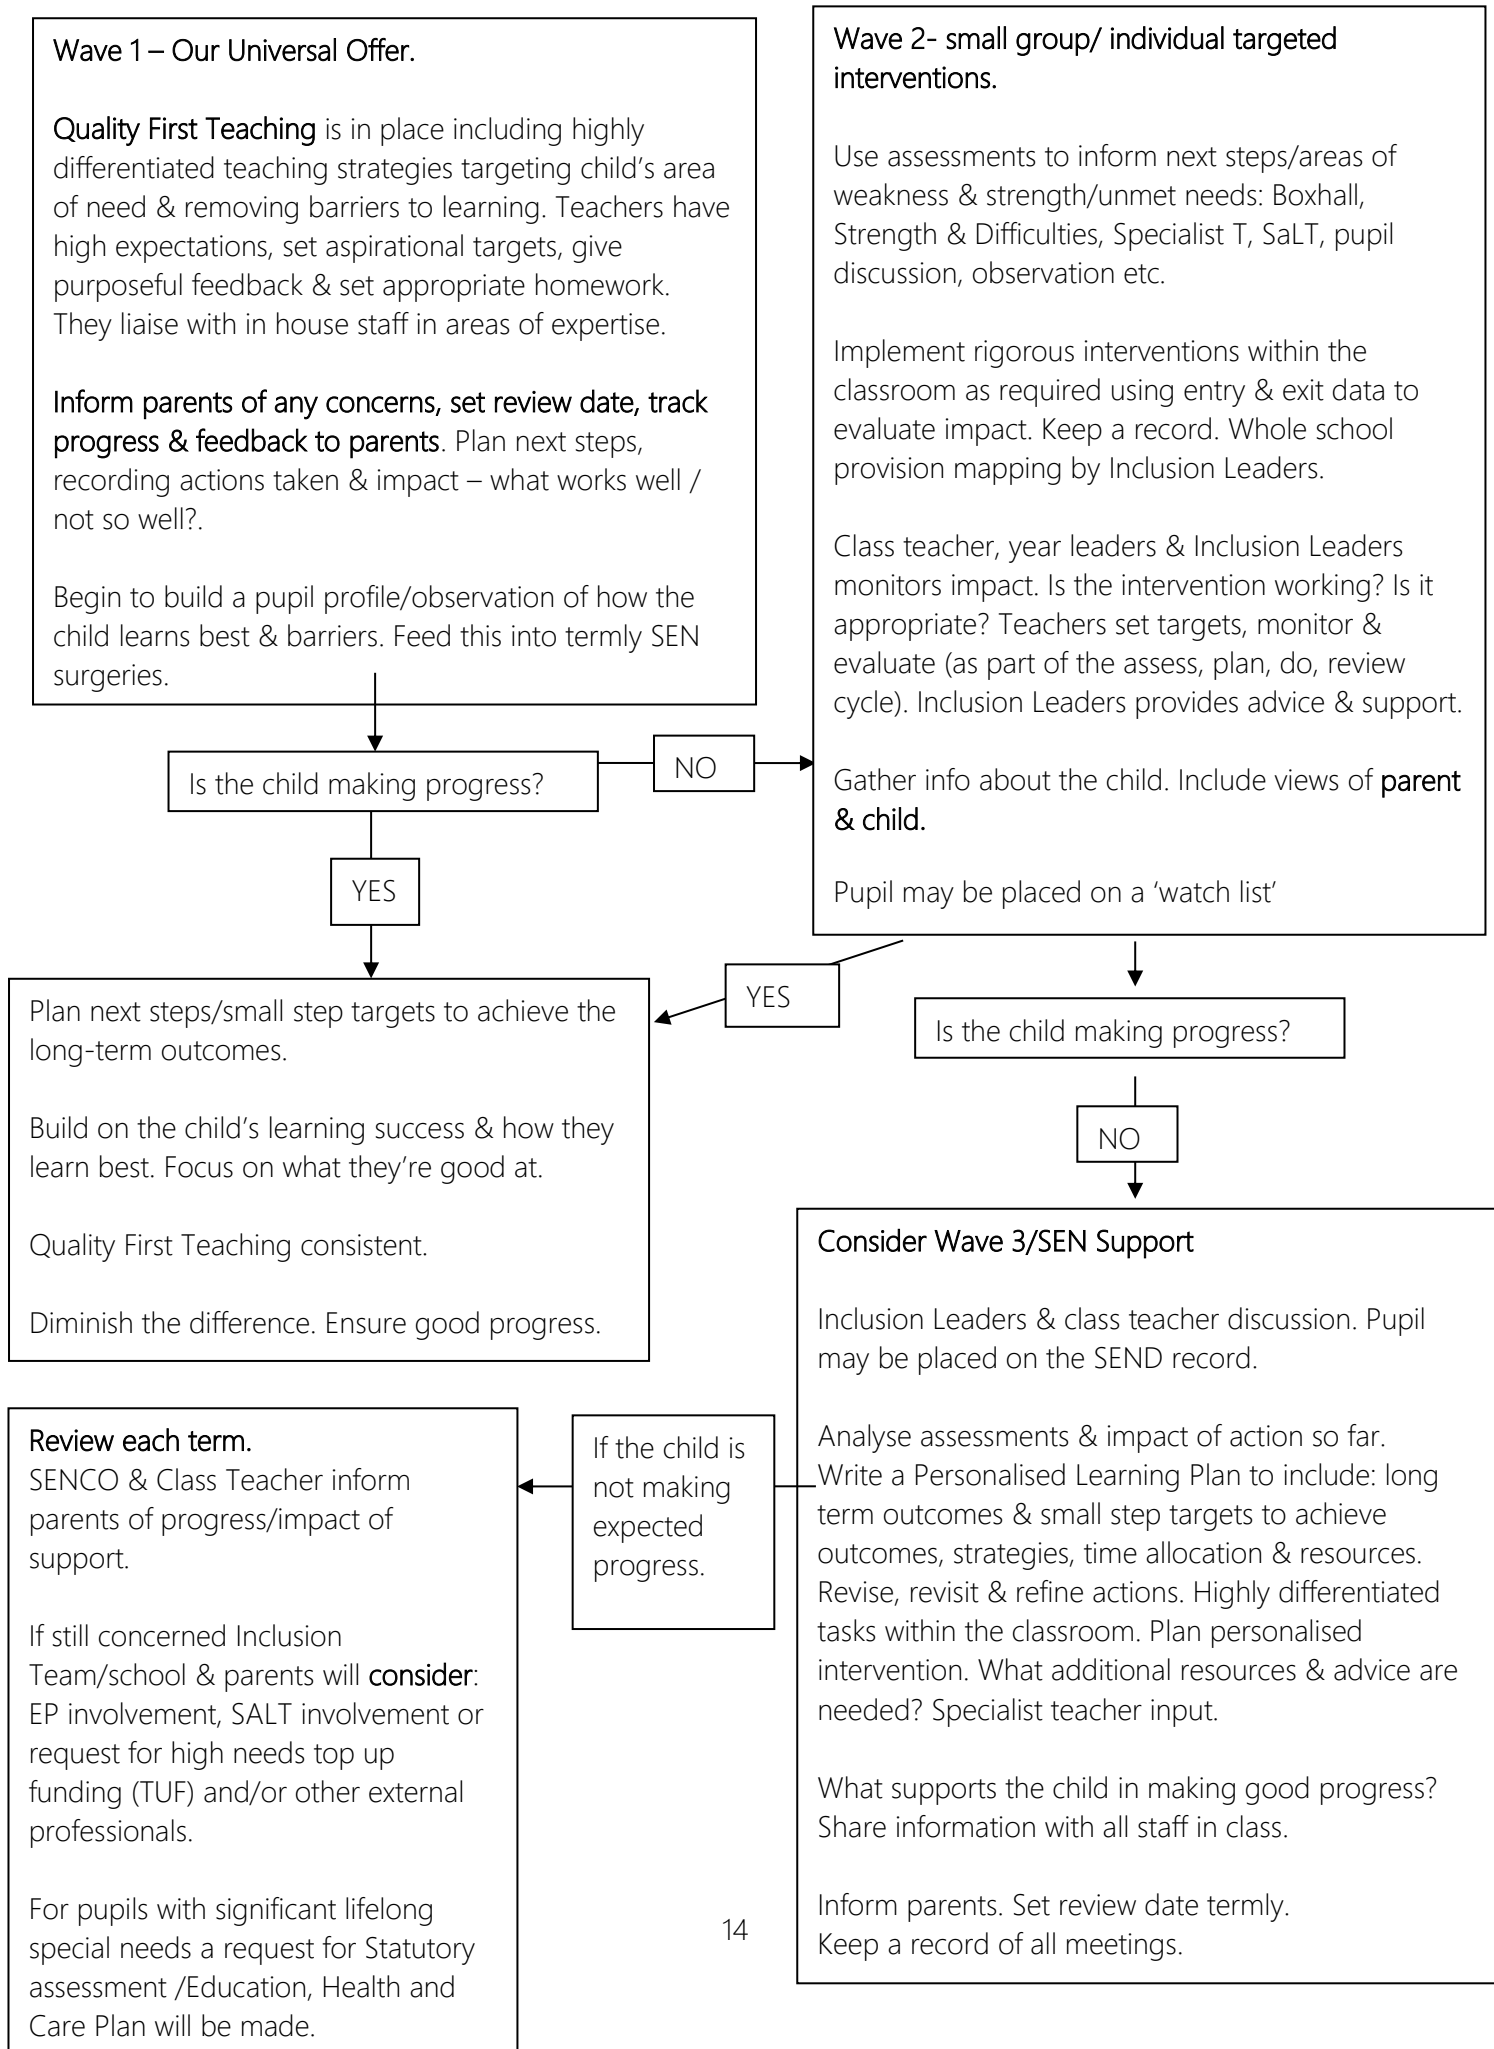 Wave 1 – Our Universal Offer.
Quality First Teaching is in place including highly
differentiated teaching strategies targeting child's area
of need & removing barriers to learning. Teachers have
high expectations, set aspirational targets, give
purposeful feedback & set appropriate homework.
They liaise with in house staff in areas of expertise.
Inform parents of any concerns, set review date, track
progress & feedback to parents. Plan next steps,
recording actions taken & impact – what works well /
not so well?.
Begin to build a pupil profile/observation of how the
child learns best & barriers. Feed this into termly SEN
surgeries.
Is the child making progress?
NO
YES
Wave 2- small group/ individual targeted
interventions.
Use assessments to inform next steps/areas of
weakness & strength/unmet needs: Boxhall,
Strength & Difficulties, Specialist T, SaLT, pupil
discussion, observation etc.
Implement rigorous interventions within the
classroom as required using entry & exit data to
evaluate impact. Keep a record. Whole school
provision mapping by Inclusion Leaders.
Class teacher, year leaders & Inclusion Leaders
monitors impact. Is the intervention working? Is it
appropriate? Teachers set targets, monitor &
evaluate (as part of the assess, plan, do, review
cycle). Inclusion Leaders provides advice & support.
Gather info about the child. Include views of parent
& child.
Pupil may be placed on a 'watch list'
YES
Is the child making progress?
NO
Plan next steps/small step targets to achieve the
long-term outcomes.
Build on the child's learning success & how they
learn best. Focus on what they're good at.
Quality First Teaching consistent.
Diminish the difference. Ensure good progress.
Consider Wave 3/SEN Support
Inclusion Leaders & class teacher discussion. Pupil
may be placed on the SEND record.
Analyse assessments & impact of action so far.
Write a Personalised Learning Plan to include: long
term outcomes & small step targets to achieve
outcomes, strategies, time allocation & resources.
Revise, revisit & refine actions. Highly differentiated
tasks within the classroom. Plan personalised
intervention. What additional resources & advice are
needed? Specialist teacher input.
What supports the child in making good progress?
Share information with all staff in class.
Inform parents. Set review date termly.
Keep a record of all meetings.
If the child is
not making
expected
progress.
Review each term.
SENCO & Class Teacher inform
parents of progress/impact of
support.
If still concerned Inclusion
Team/school & parents will consider:
EP involvement, SALT involvement or
request for high needs top up
funding (TUF) and/or other external
professionals.
For pupils with significant lifelong
special needs a request for Statutory
assessment /Education, Health and
Care Plan will be made.
14